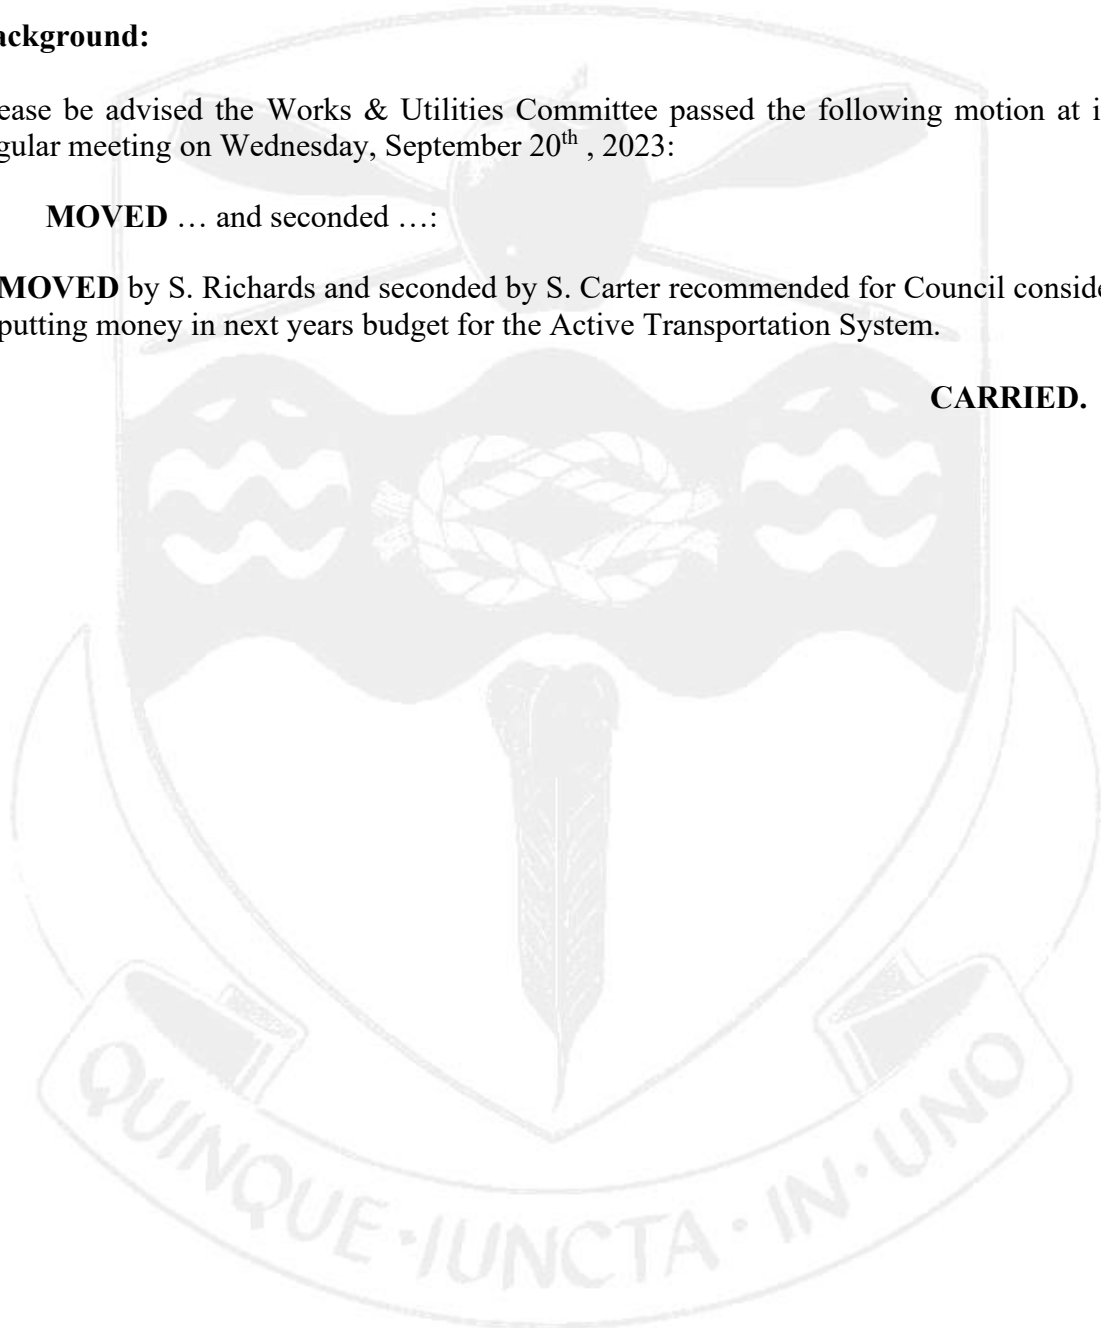 ackground:
ease be advised the Works & Utilities Committee passed the following motion at i
gular meeting on Wednesday, September 20th , 2023:
MOVED … and seconded …:
MOVED by S. Richards and seconded by S. Carter recommended for Council conside
putting money in next years budget for the Active Transportation System.
CARRIED.
QUINQUE·IUNCTA·IN·UNO